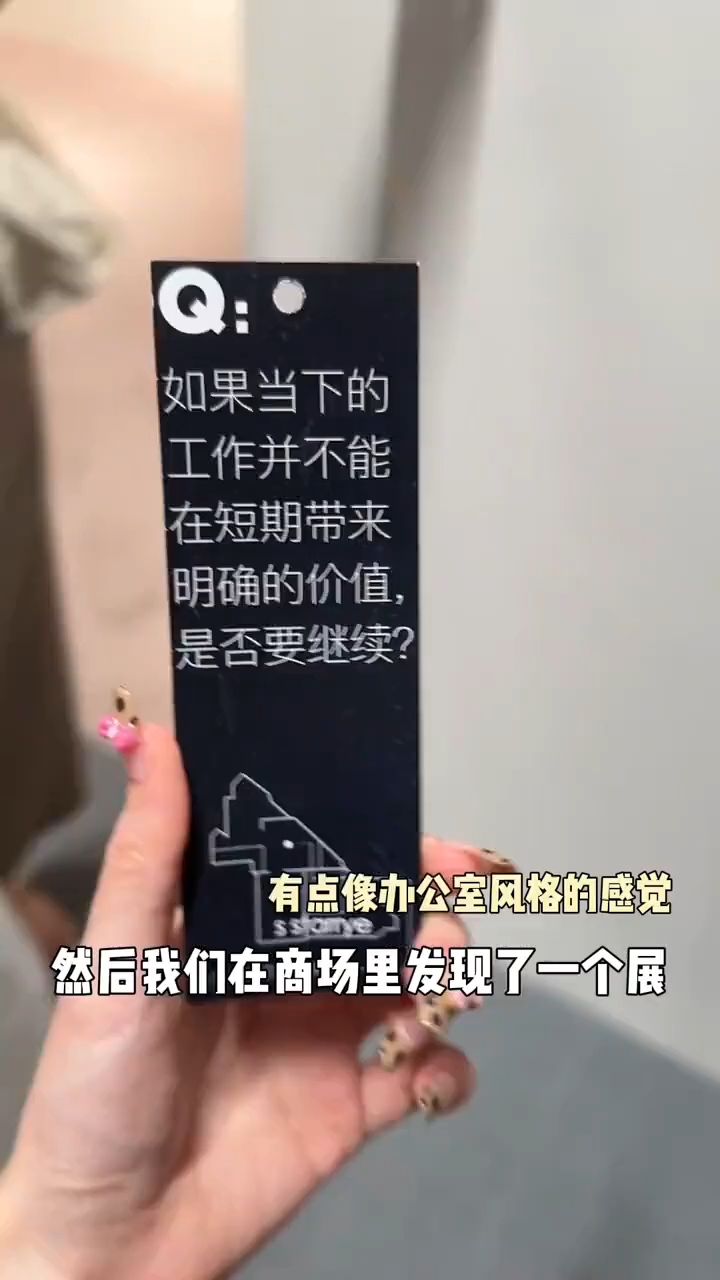 Q:
如果当下的
工作并不能
在短期带来
明确的价值,
是否要继续?
有点像办公室风格的感觉
然后我们在商场里发现了一个展